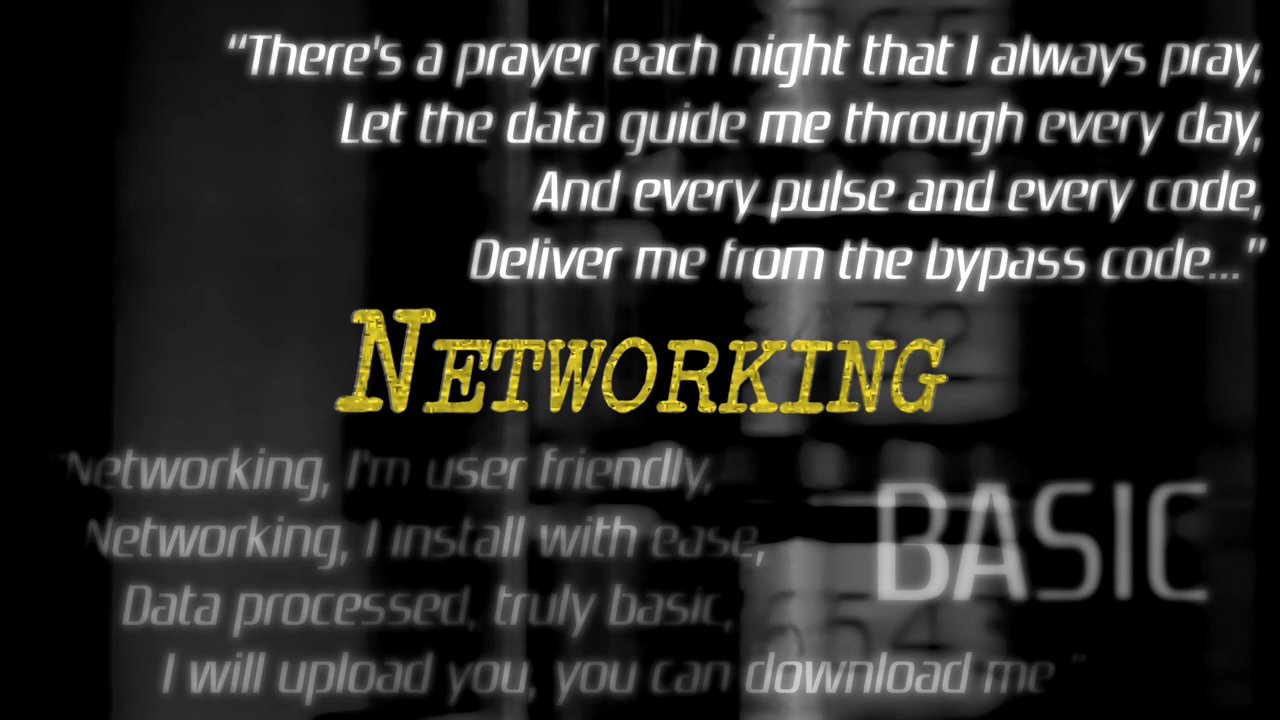 “There's a prayer each night that I always pray,
Let the data guide me through every day,
And every pulse and every code,
Deliver me from the bypass code...”
NETWORKING
“Networking, I'm user friendly,
Networking, I install with ease,
Data processed, truly basic,
I will upload you, you can download me ”
BASIC
432
654